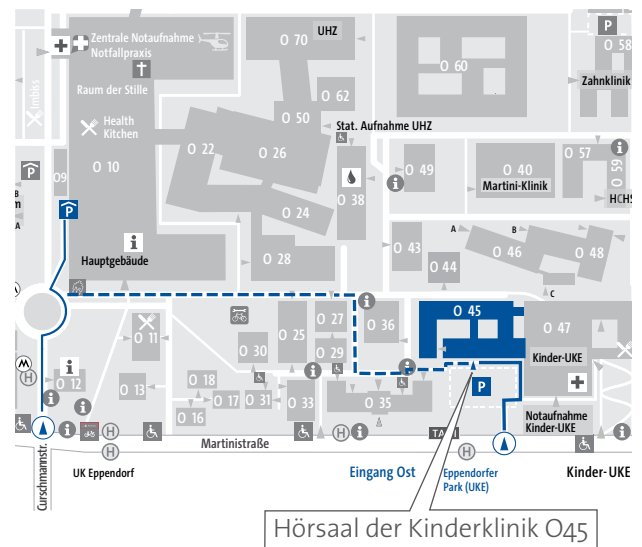 O 70
UHZ
P
O 58
Zentrale Notaufnahme
Notfallpraxis
O 60
Zahnklinik
Imbiss
Raum der Stille
O 62
O 50
Stat. Aufnahme UHZ
Health
Kitchen
O 22
O 26
O 57
O 49
O 40
Martini-Klinik
O 59
HCHS
O9
O 10
P
B
A
P
O 38
O 24
A
B
O 43
O 46
O 48
i
Hauptgebäude
O 28
O 44
C
O 45
O 11
O 25
O 27
O 36
O 47
Kinder-UKE
i
O 12
O 13
O 30
O 29
O 18
O 17
O 31
O 16
O 33
O 35
P
Notaufnahme
Kinder-UKE
H
H
H
H
Martinistraße
Curschmannstr.
UK Eppendorf
Eingang Ost
Eppendorfer
Park (UKE)
Kinder-UKE
Hörsaal der Kinderklinik O45